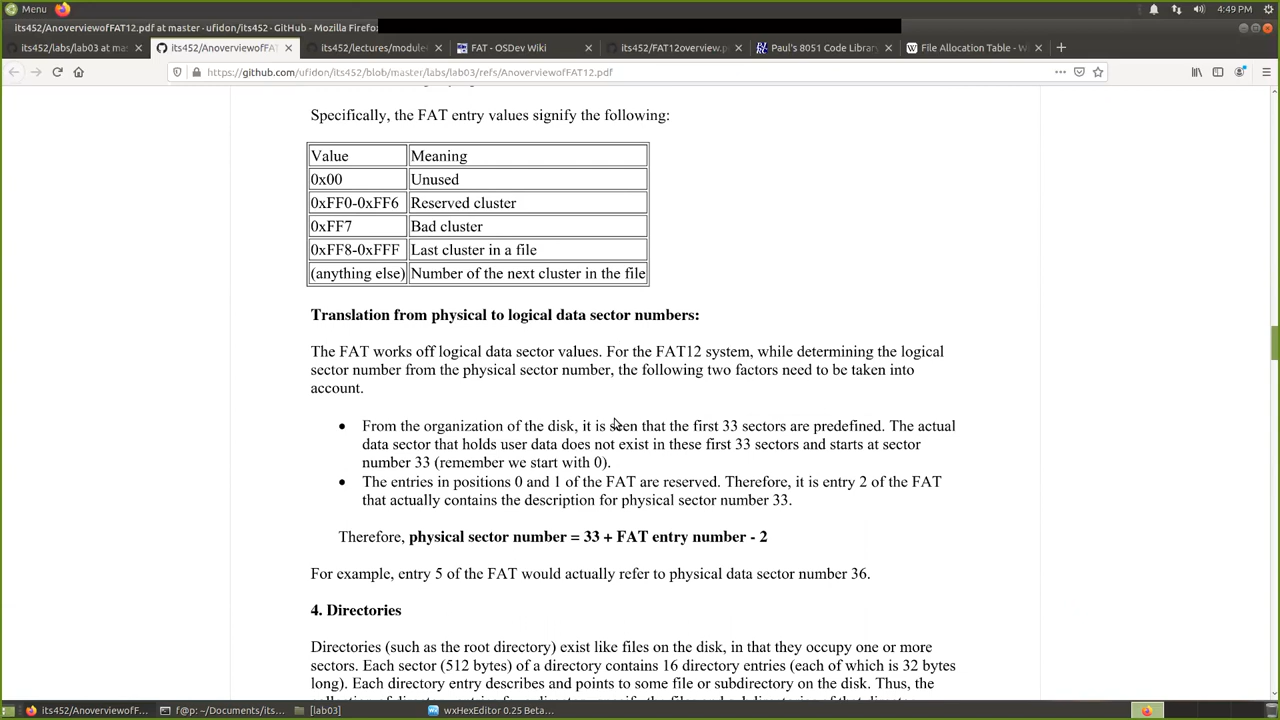 Menu
4:49 PM
its452/AnoverviewofFAT12.pdf at master · ufidon/its452 · GitHub - Mozilla Firefox
its452/labs/lab03 at mas
its452/AnoverviewofFAT
its452/lectures/module
FAT - OSDev Wiki
its452/FAT12overview.p
Paul's 8051 Code Library
File Allocation Table - Wi
https://github.com/ufidon/its452/blob/master/labs/lab03/refs/AnoverviewofFAT12.pdf
Specifically, the FAT entry values signify the following:
Value Meaning
0x00 Unused
0xFF0-0xFF6 Reserved cluster
0xFF7 Bad cluster
0xFF8-0xFFF Last cluster in a file
(anything else) Number of the next cluster in the file
Translation from physical to logical data sector numbers:
The FAT works off logical data sector values. For the FAT12 system, while determining the logical
sector number from the physical sector number, the following two factors need to be taken into
account.
• From the organization of the disk, it is seen that the first 33 sectors are predefined. The actual
data sector that holds user data does not exist in these first 33 sectors and starts at sector
number 33 (remember we start with 0).
• The entries in positions 0 and 1 of the FAT are reserved. Therefore, it is entry 2 of the FAT
that actually contains the description for physical sector number 33.
Therefore, physical sector number = 33 + FAT entry number - 2
For example, entry 5 of the FAT would actually refer to physical data sector number 36.
4. Directories
Directories (such as the root directory) exist like files on the disk, in that they occupy one or more
sectors. Each sector (512 bytes) of a directory contains 16 directory entries (each of which is 32 bytes
long). Each directory entry describes and points to some file or subdirectory on the disk. Thus, the
its452/AnoverviewofFAT...
f@p: ~/Documents/its...
[lab03]
wxHexEditor 0.25 Beta...